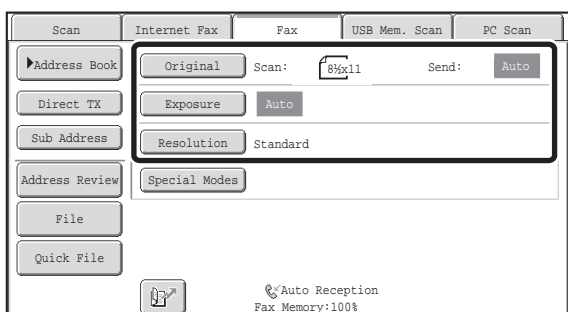 Scan Internet Fax Fax USB Mem. Scan PC Scan
Address Book Original Scan: 8½x11 Send: Auto
Direct TX Exposure Auto
Sub Address Resolution Standard
Address Review Special Modes
File
Quick File
Auto Reception
Fax Memory:100%